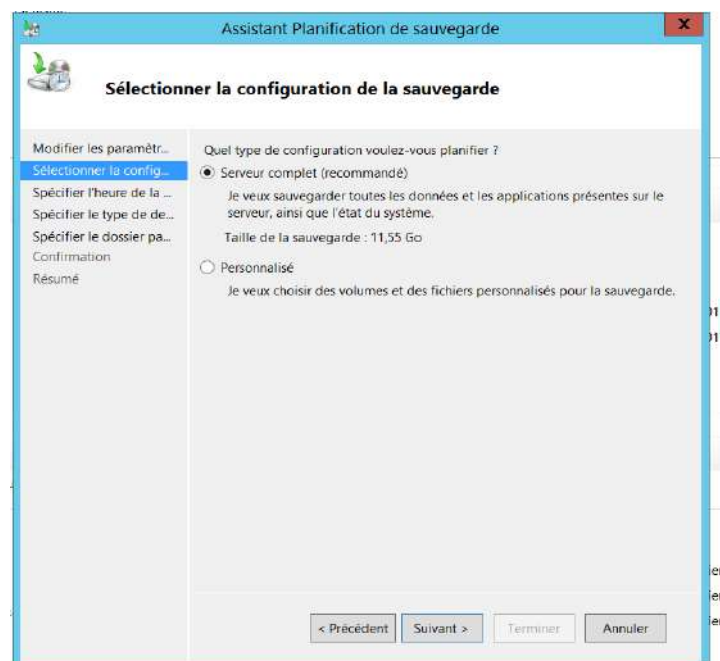 Assistant Planification de sauvegarde
X
Sélectionner la configuration de la sauvegarde
Modifier les paramètr...
Sélectionner la config...
Spécifier l'heure de la ...
Spécifier le type de de...
Spécifier le dossier pa...
Confirmation
Résumé
Quel type de configuration voulez-vous planifier ?
Serveur complet (recommandé)
Je veux sauvegarder toutes les données et les applications présentes sur le
serveur, ainsi que l'état du système.
Taille de la sauvegarde : 11,55 Go
Personnalisé
Je veux choisir des volumes et des fichiers personnalisés pour la sauvegarde.
< Précédent
Suivant >
Terminer
Annuler